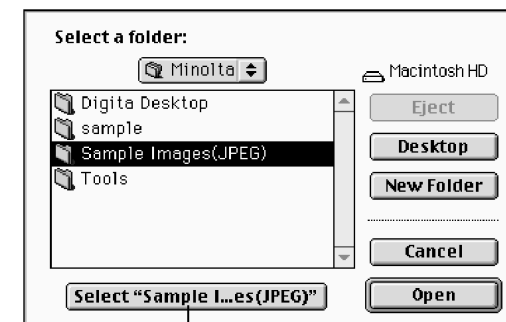 Select a folder:
Minolta
Macintosh HD
Digita Desktop
sample
Sample Images(JPEG)
Tools
Eject
Desktop
New Folder
Cancel
Open
Select “Sample I...es(JPEG)”